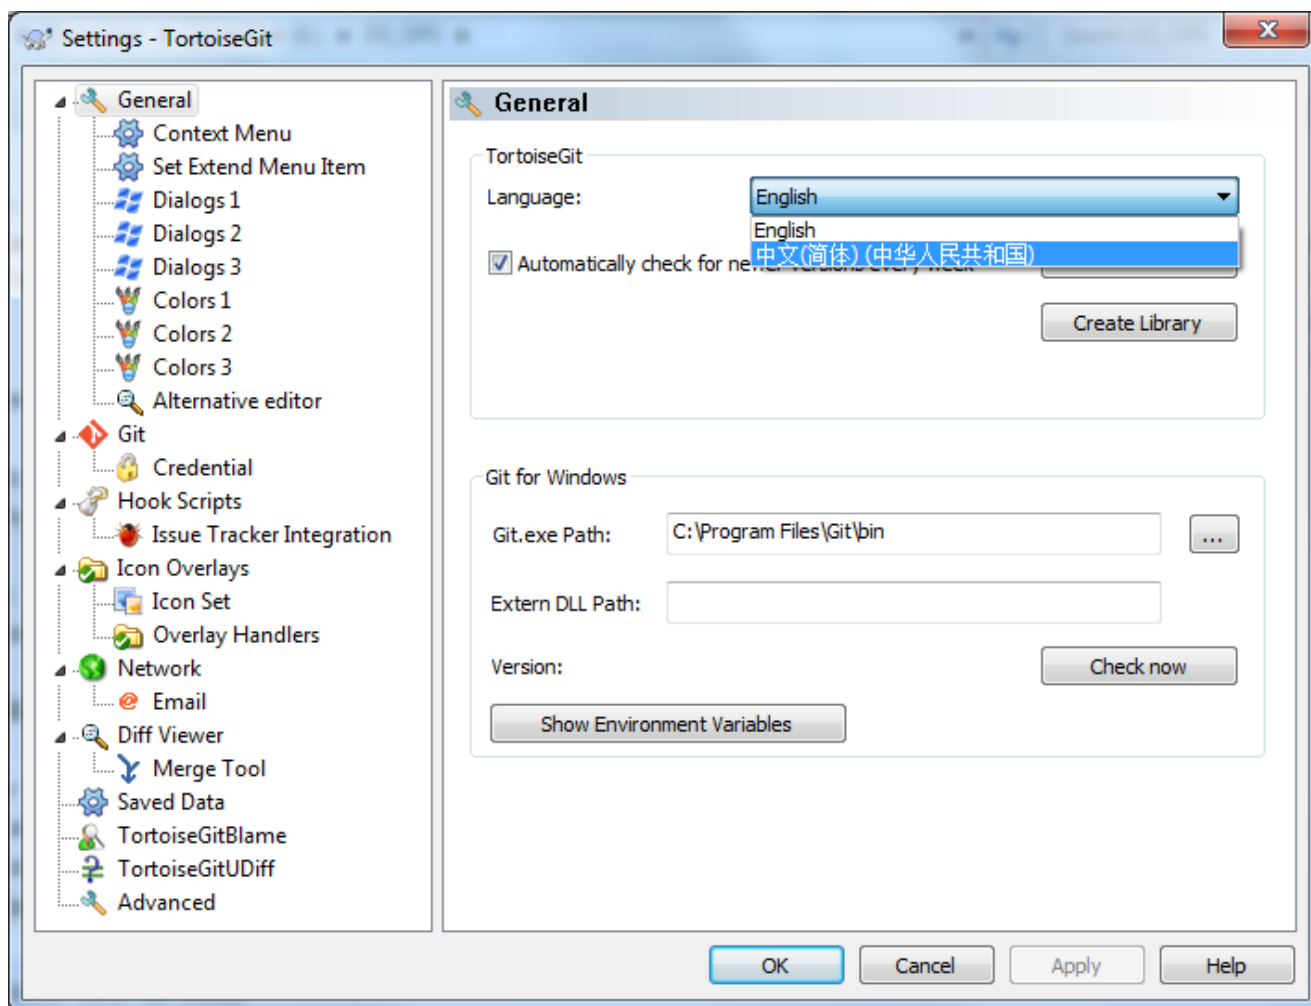 Settings - TortoiseGit
General
Context Menu
Set Extend Menu Item
Dialogs 1
Dialogs 2
Dialogs 3
Colors 1
Colors 2
Colors 3
Alternative editor
Git
Credential
Hook Scripts
Issue Tracker Integration
Icon Overlays
Icon Set
Overlay Handlers
Network
Email
Diff Viewer
Merge Tool
Saved Data
TortoiseGitBlame
TortoiseGitUDiff
Advanced
General
TortoiseGit
Language: English
English
中文(简体) (中华人民共和国)
Automatically check for newer versions every week
Create Library
Git for Windows
Git.exe Path: C:\Program Files\Git\bin ...
Extern DLL Path:
Version: Check now
Show Environment Variables
OK Cancel Apply Help